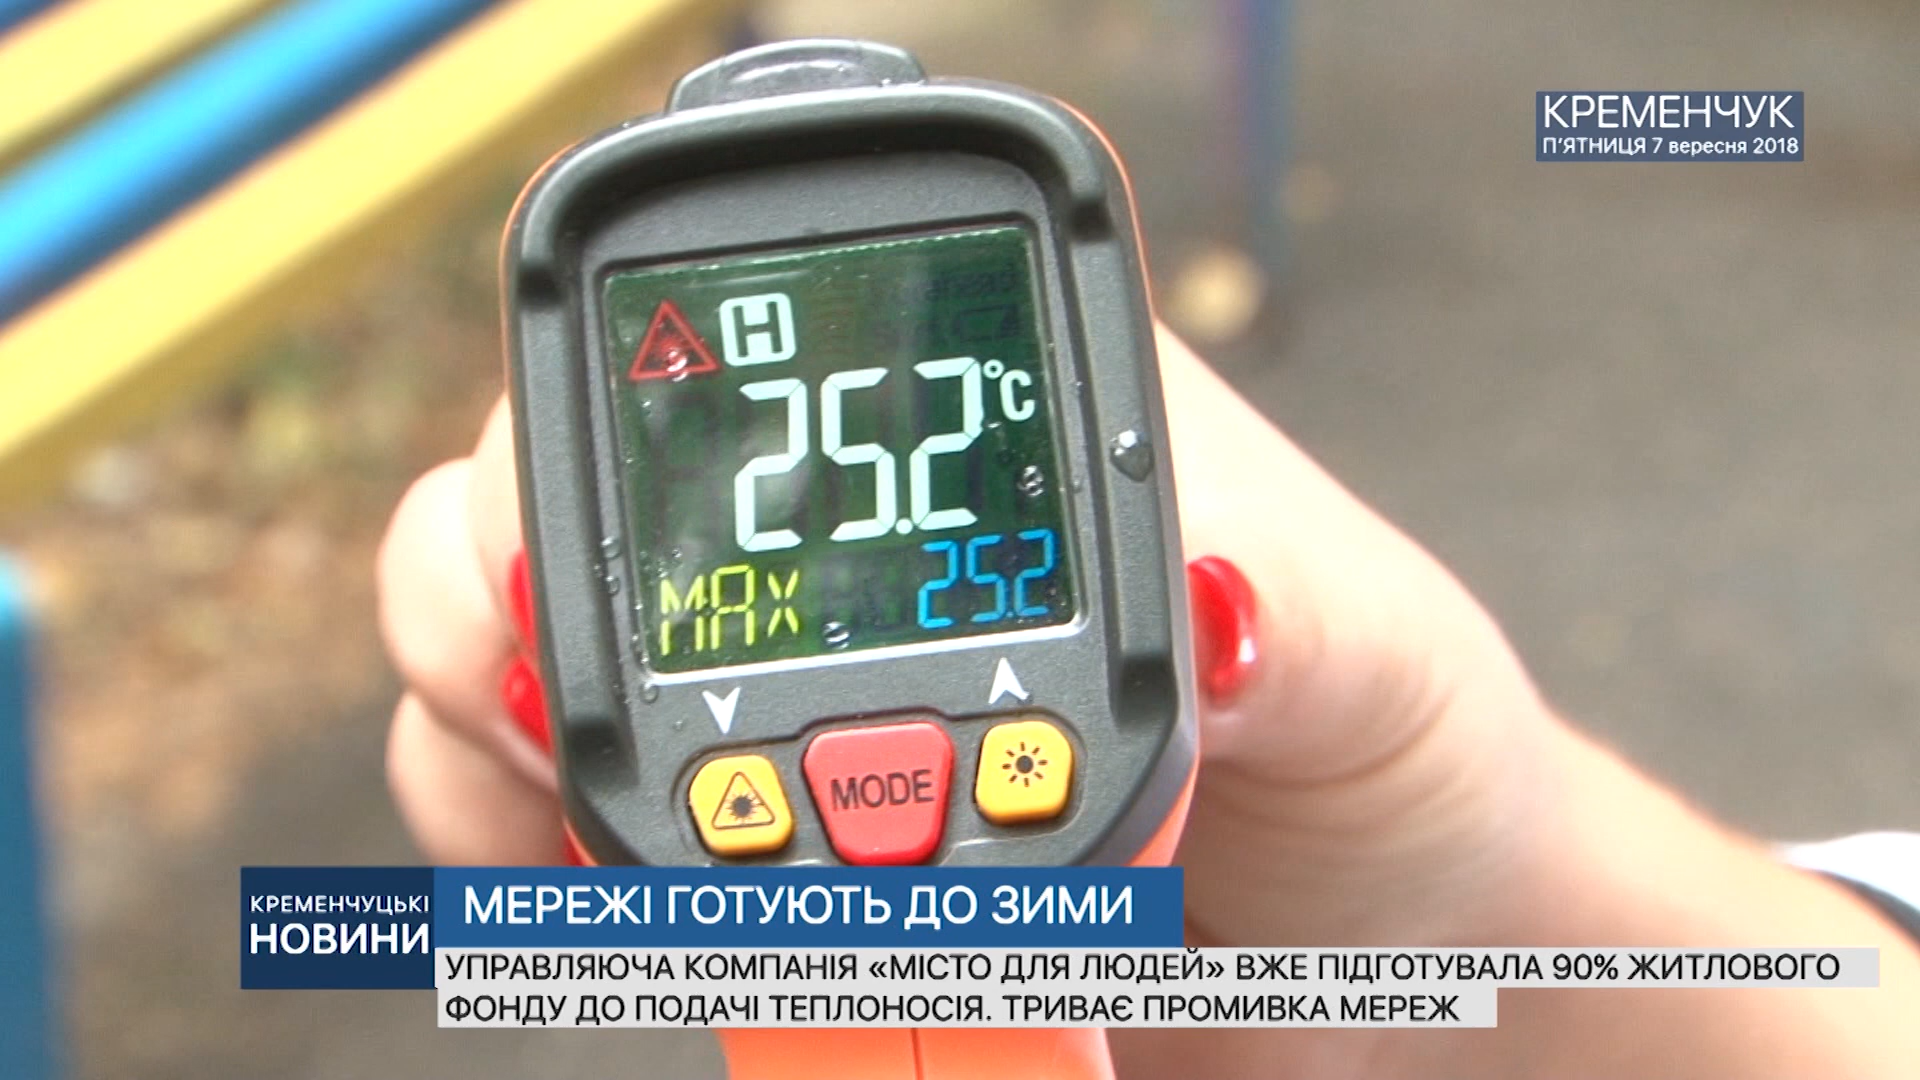 КРЕМЕНЧУК
П'ЯТНИЦЯ 7 вересня 2018
H
25.2°C
MAX 25.2
MODE
КРЕМЕНЧУЦЬКІ
НОВИНИ
МЕРЕЖІ ГОТУЮТЬ ДО ЗИМИ
УПРАВЛЯЮЧА КОМПАНІЯ «МІСТО ДЛЯ ЛЮДЕЙ» ВЖЕ ПІДГОТУВАЛА 90% ЖИТЛОВОГО
ФОНДУ ДО ПОДАЧІ ТЕПЛОНОСІЯ. ТРИВАЄ ПРОМИВКА МЕРЕЖ